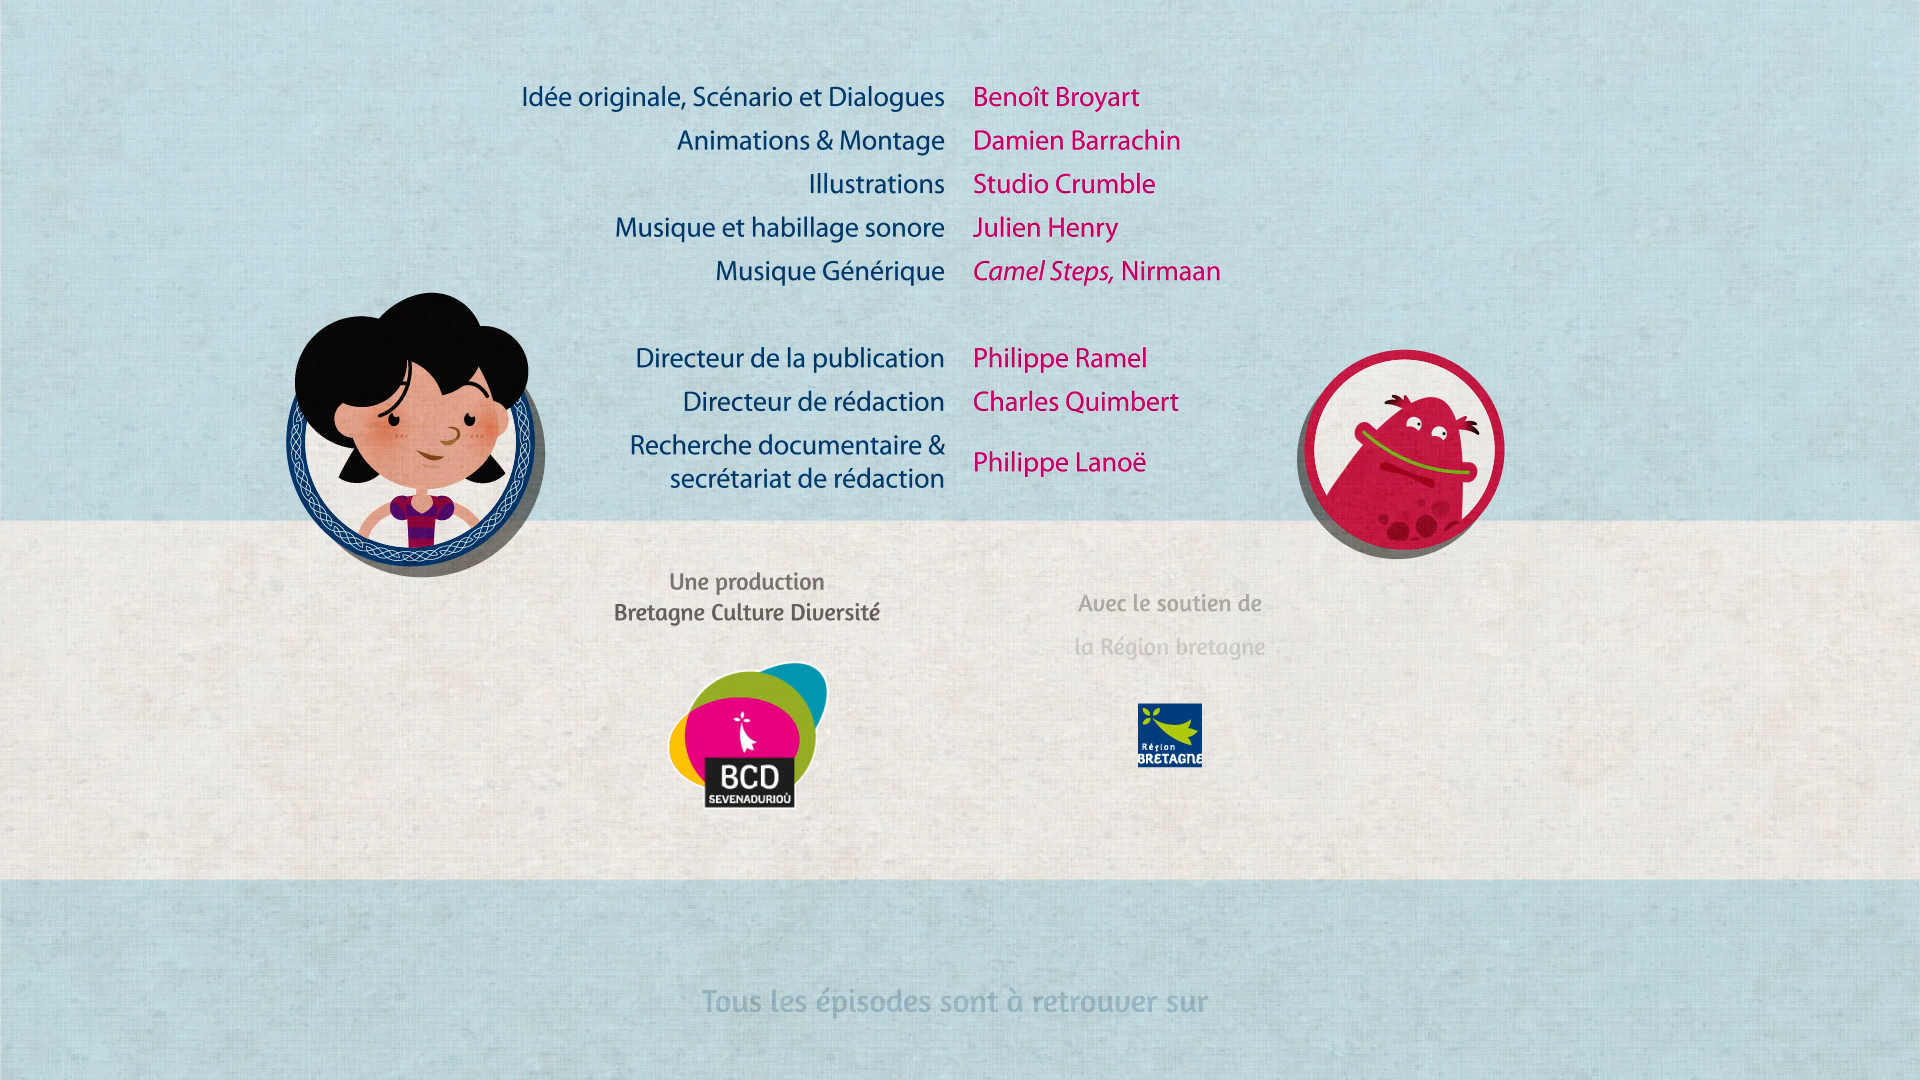 Idée originale, Scénario et Dialogues Benoît Broyart
Animations & Montage Damien Barrachin
Illustrations Studio Crumble
Musique et habillage sonore Julien Henry
Musique Générique Camel Steps, Nirmaan
Directeur de la publication Philippe Ramel
Directeur de rédaction Charles Quimbert
Recherche documentaire &
secrétariat de rédaction Philippe Lanoë
Une production
Bretagne Culture Diversité
Avec le soutien de
la Région bretagne
BCD
SEVENADURIOÙ
Région
BRETAGNE
Tous les épisodes sont à retrouver sur